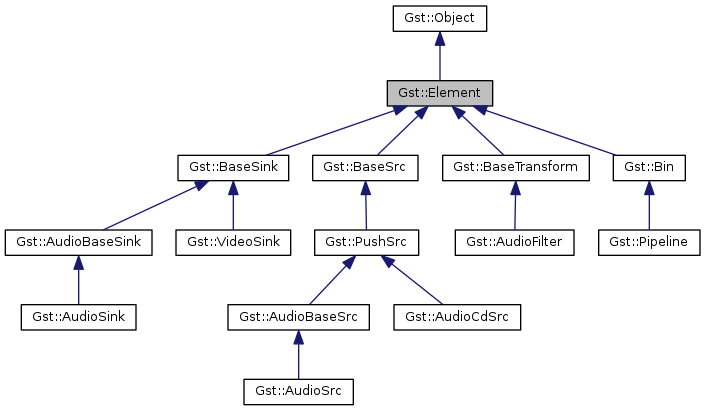 Gst::Object
Gst::Element
Gst::BaseSink
Gst::BaseSrc
Gst::BaseTransform
Gst::Bin
Gst::AudioBaseSink
Gst::VideoSink
Gst::PushSrc
Gst::AudioFilter
Gst::Pipeline
Gst::AudioSink
Gst::AudioBaseSrc
Gst::AudioCdSrc
Gst::AudioSrc